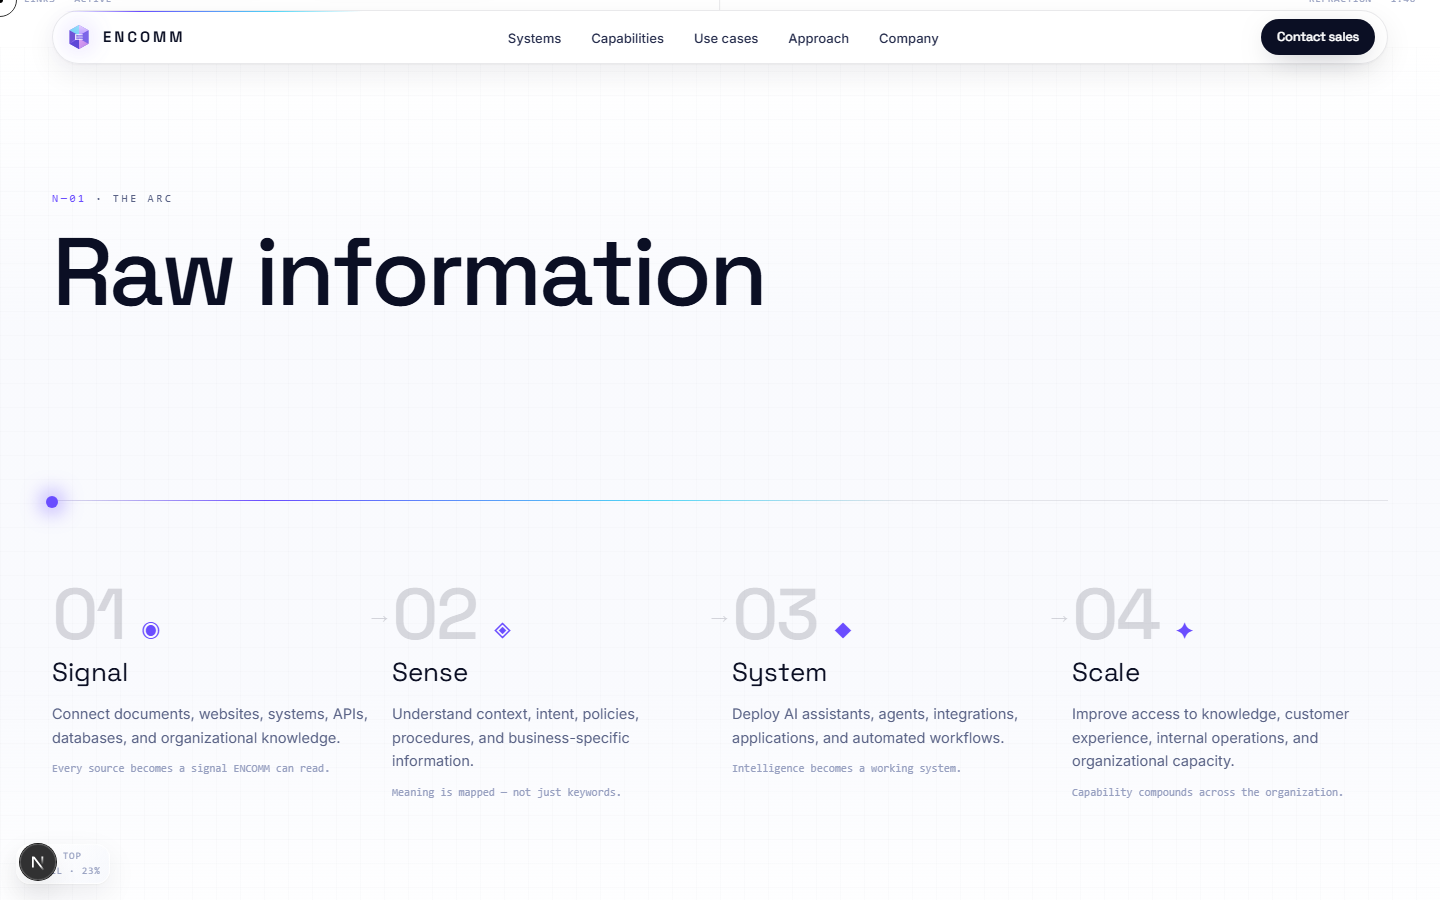 ENCOMM
Systems Capabilities Use cases Approach Company
Contact sales
N—01 · THE ARC
Raw information
01
→02
→03
→04
Signal
Sense
System
Scale
Connect documents, websites, systems, APIs,
databases, and organizational knowledge.
Every source becomes a signal ENCOMM can read.
Understand context, intent, policies,
procedures, and business-specific
information.
Meaning is mapped — not just keywords.
Deploy AI assistants, agents, integrations,
applications, and automated workflows.
Intelligence becomes a working system.
Improve access to knowledge, customer
experience, internal operations, and
organizational capacity.
Capability compounds across the organization.
N
TOP
· 23%